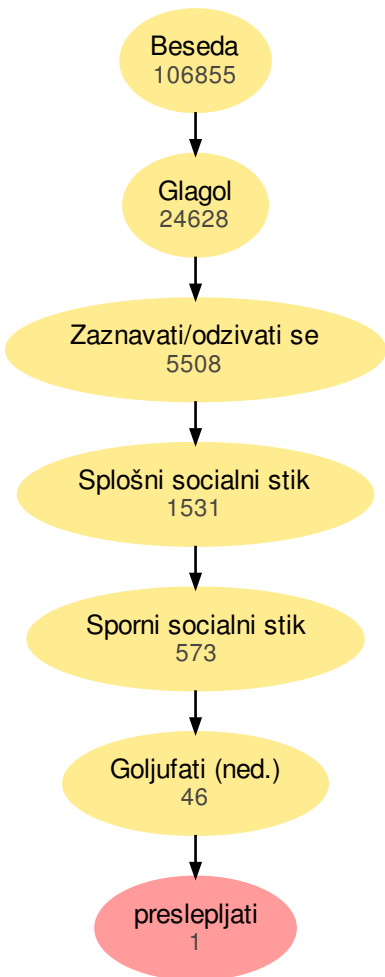 Beseda
106855
Glagol
24628
Zaznavati/odzivati se
5508
Splošni socialni stik
1531
Sporni socialni stik
573
Goljufati (ned.)
46
preslepljati
1